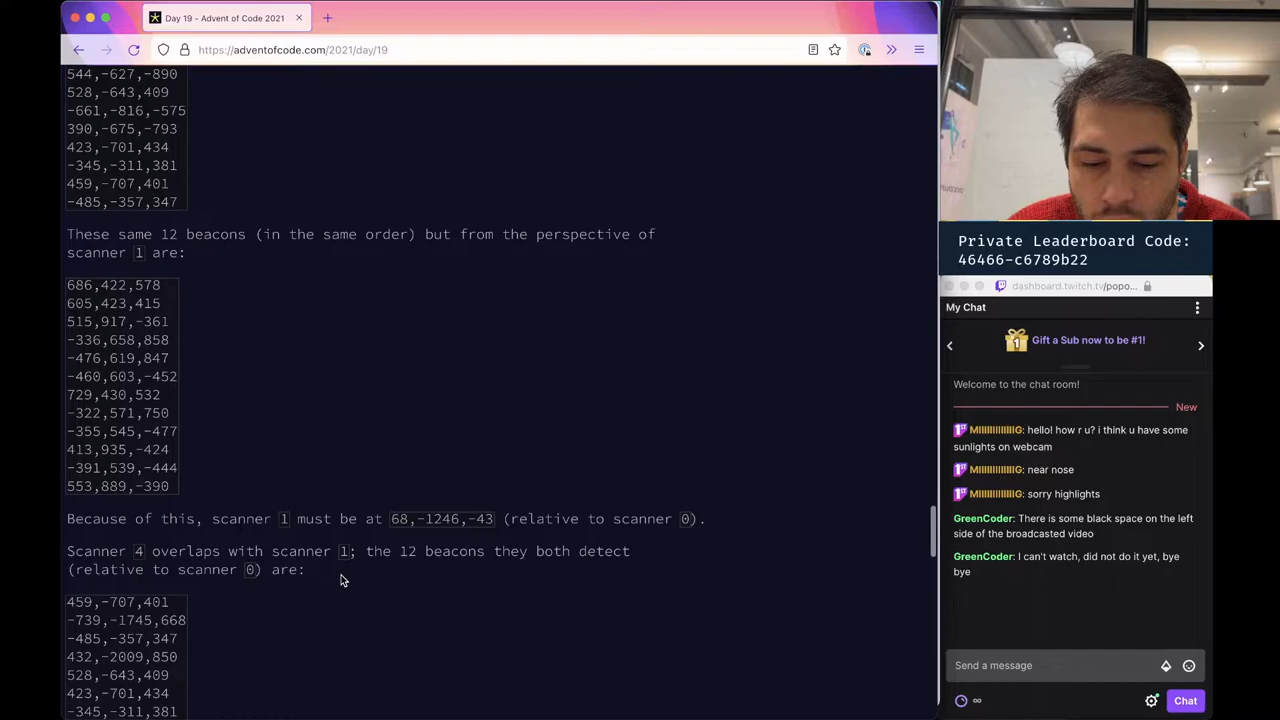 Day 19 - Advent of Code 2021
https://adventofcode.com/2021/day/19
544,-627,-890
528,-643,409
-661,-816,-575
390,-675,-793
423,-701,434
-345,-311,381
459,-707,401
-485,-357,347
These same 12 beacons (in the same order) but from the perspective of
scanner 1 are:
686,422,578
605,423,415
515,917,-361
-336,658,858
-476,619,847
-460,603,-452
729,430,532
-322,571,750
-355,545,-477
413,935,-424
-391,539,-444
553,889,-390
Because of this, scanner 1 must be at 68,-1246,-43 (relative to scanner 0).
Scanner 4 overlaps with scanner 1; the 12 beacons they both detect
(relative to scanner 0) are:
459,-707,401
-739,-1745,668
-485,-357,347
432,-2009,850
528,-643,409
423,-701,434
-345,-311,381
Private Leaderboard Code:
46466-c6789b22
dashboard.twitch.tv/popo...
My Chat
1
Gift a Sub now to be #1!
Welcome to the chat room!
New
hello! how r u? i think u have some
sunlights on webcam
near nose
sorry highlights
GreenCoder: There is some black space on the left
side of the broadcasted video
GreenCoder: I can't watch, did not do it yet, bye
bye
Send a message
Chat